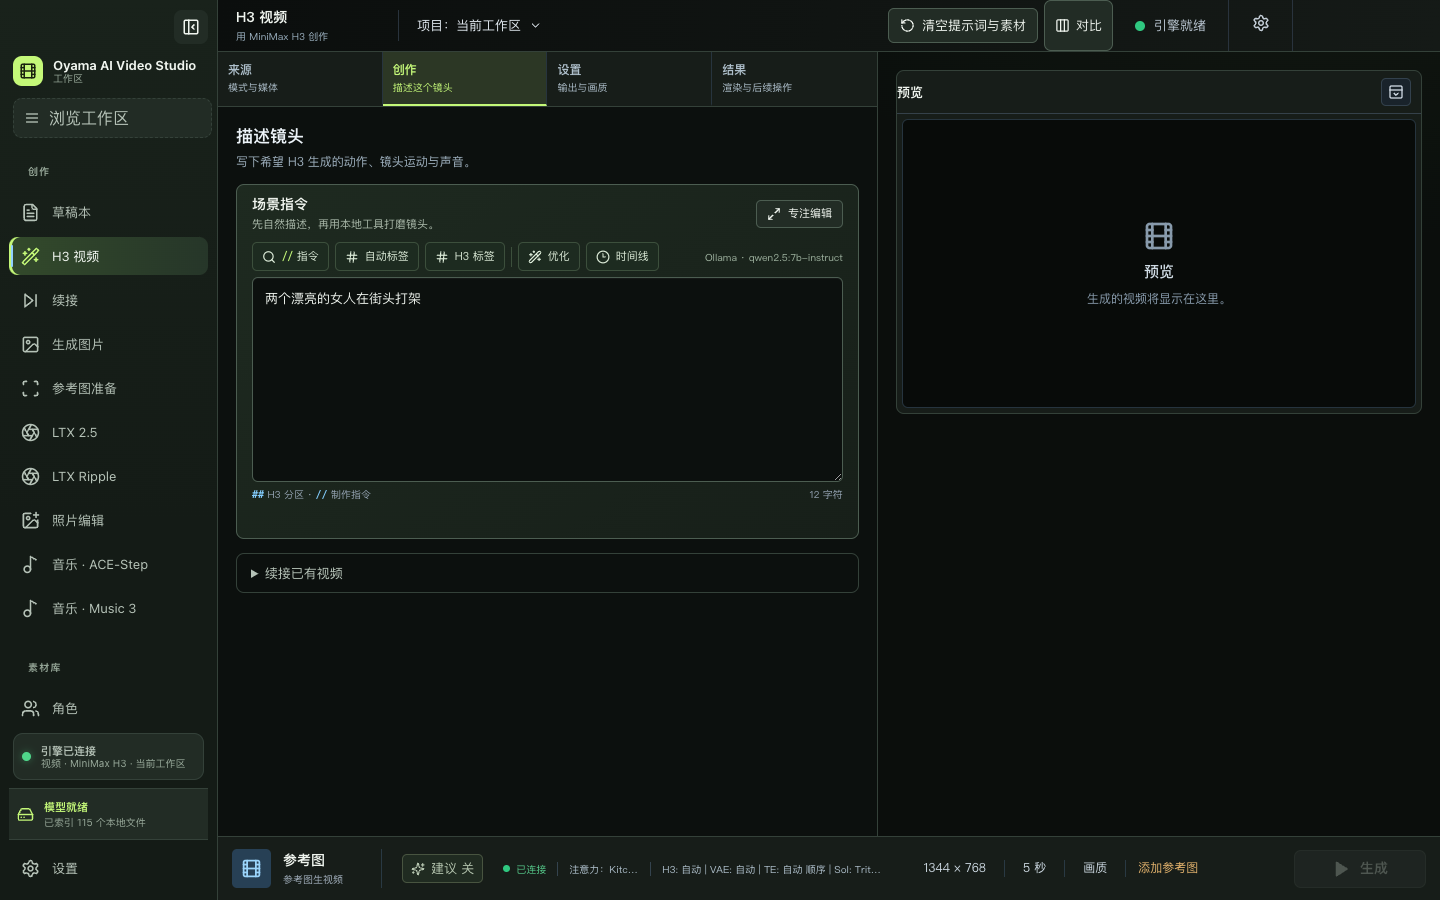 Oyama AI Video Studio
工作区
浏览工作区
创作
草稿本
H3 视频
续接
生成图片
参考图准备
LTX 2.5
LTX Ripple
照片编辑
音乐 · ACE-Step
音乐 · Music 3
素材库
角色
引擎已连接
视频 · MiniMax H3 · 当前工作区
模型就绪
已索引 115 个本地文件
设置
H3 视频
用 MiniMax H3 创作
项目: 当前工作区
清空提示词与素材
对比
引擎就绪
来源
模式与媒体
创作
描述这个镜头
设置
输出与画质
结果
渲染与后续操作
描述镜头
写下希望 H3 生成的动作、镜头运动与声音。
场景指令
先自然描述，再用本地工具打磨镜头。
专注编辑
// 指令
自动标签
H3 标签
优化
时间线
Ollama · qwen2.5:7b-instruct
两个漂亮的女人在街头打架
## H3 分区 · // 制作指令
12 字符
续接已有视频
预览
预览
生成的视频将显示在这里。
参考图
参考图生视频
建议 关
已连接
注意力: Kitc...
H3: 自动 | VAE: 自动 | TE: 自动 顺序 | Sol: Trit...
1344 × 768
5 秒
画质
添加参考图
生成